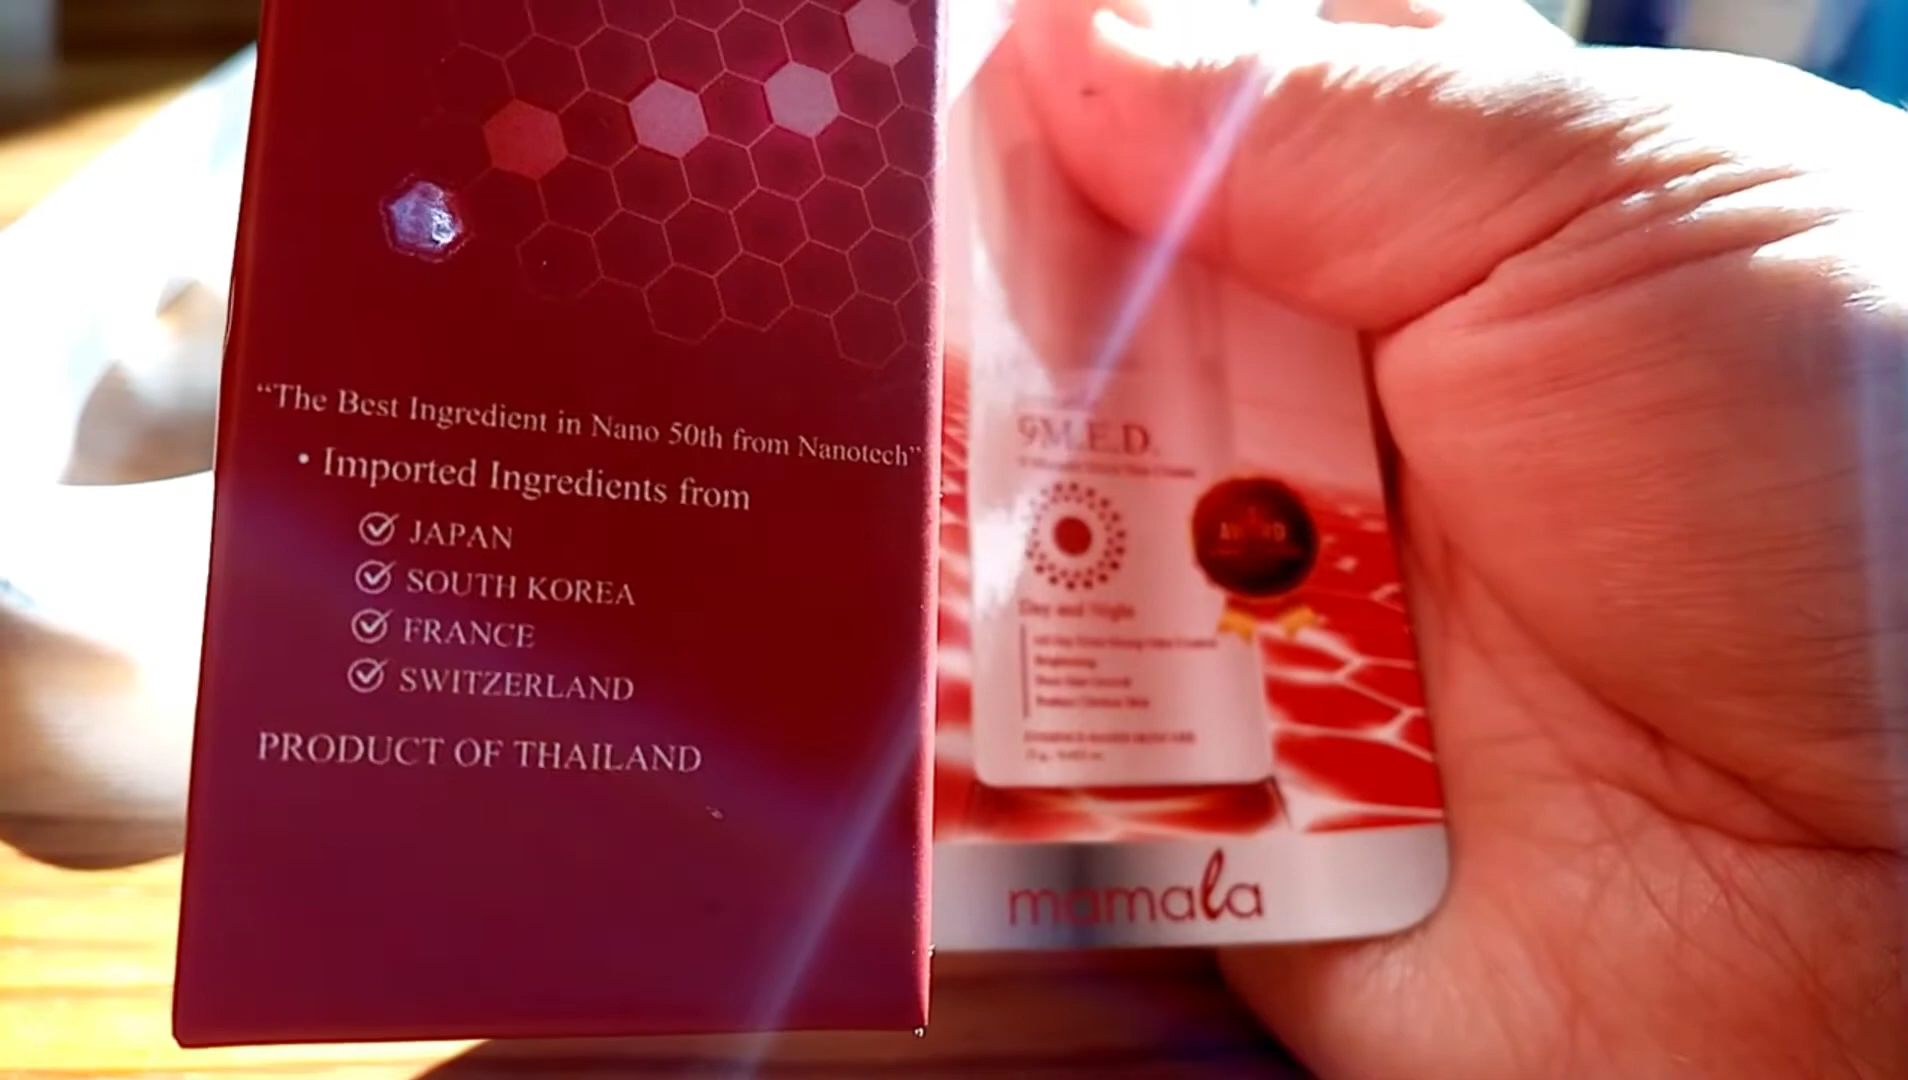 “The Best Ingredient in Nano 50th from Nanotech”
• Imported Ingredients from
JAPAN
SOUTH KOREA
FRANCE
SWITZERLAND
PRODUCT OF THAILAND
9M.E.D.
Day and Night
Brightening
mamala